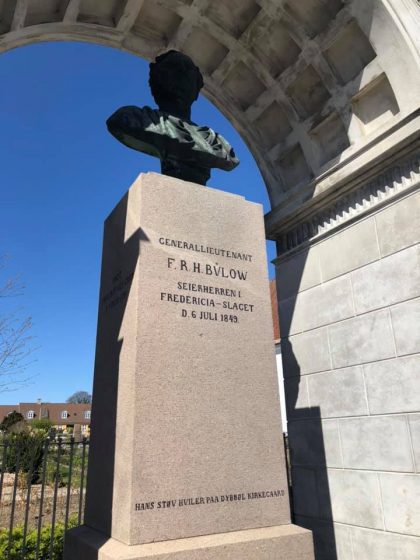 GENERALLIEUTENANT
F. R. H. BÜLOW
SEIERHERREN I
FREDERICIA–SLAGET
D. 6 JULI 1849.
HANS STØV HVILER PAA DYBBØL KIRKEGAARD